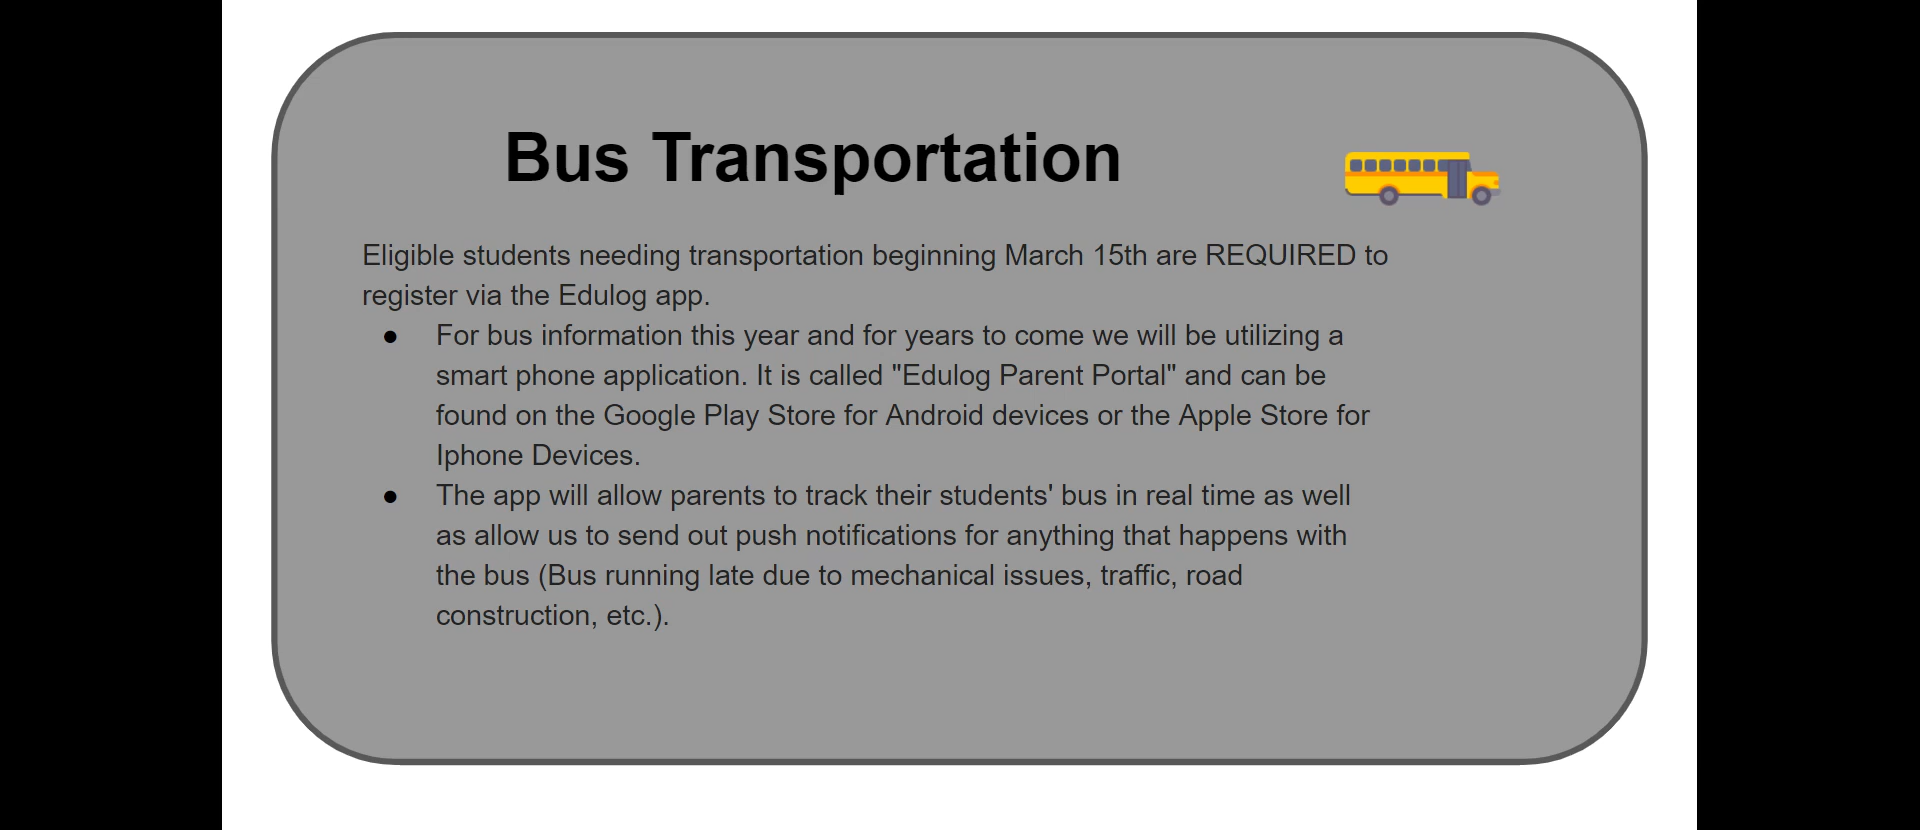 Bus Transportation
Eligible students needing transportation beginning March 15th are REQUIRED to
register via the Edulog app.
● For bus information this year and for years to come we will be utilizing a
smart phone application. It is called "Edulog Parent Portal" and can be
found on the Google Play Store for Android devices or the Apple Store for
Iphone Devices.
● The app will allow parents to track their students' bus in real time as well
as allow us to send out push notifications for anything that happens with
the bus (Bus running late due to mechanical issues, traffic, road
construction, etc.).